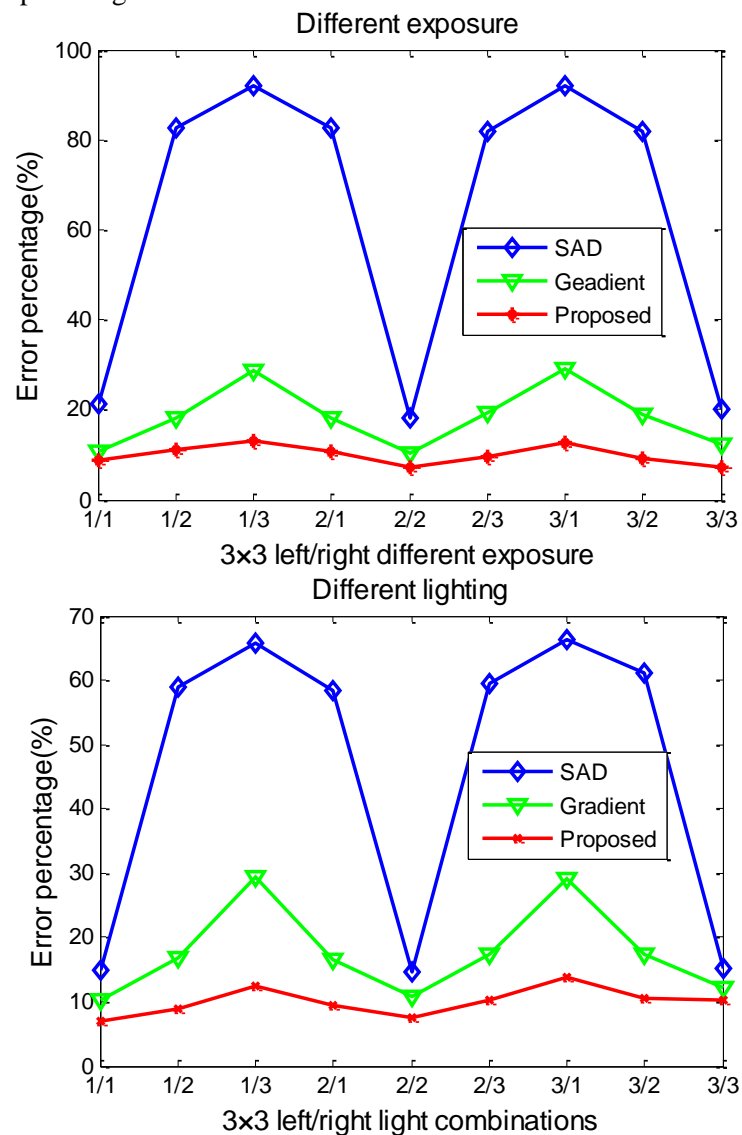 Different exposure
100
80
60
40
20
0
Error percentage(%)
SAD
Geadient
Proposed
1/1 1/2 1/3 2/1 2/2 2/3 3/1 3/2 3/3
3×3 left/right different exposure
Different lighting
70
60
50
40
30
20
10
0
Error percentage(%)
SAD
Gradient
Proposed
1/1 1/2 1/3 2/1 2/2 2/3 3/1 3/2 3/3
3×3 left/right light combinations